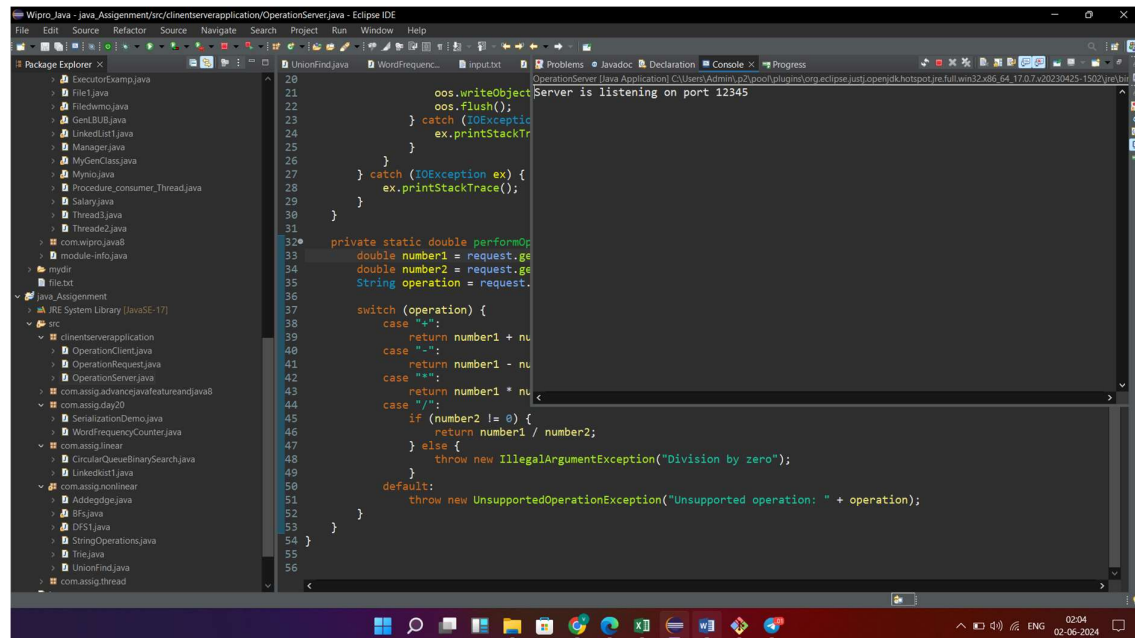 Wipro_Java - java_Assigenment/src/clinentserverapplication/OperationServer.java - Eclipse IDE
File Edit Source Refactor Source Navigate Search Project Run Window Help
Package Explorer
ExecutorExamp.java
File1.java
Filedwmo.java
GenLBUB.java
LinkedList1.java
Manager.java
MyGenClass.java
Mynio.java
Procedure_consumer_Thread.java
Salary.java
Thread3.java
Threade2.java
com.wipro.java8
module-info.java
mydir
file.txt
java_Assigenment
JRE System Library [JavaSE-17]
src
clinentserverapplication
OperationClient.java
OperationRequest.java
OperationServer.java
com.assig.advancejavafeatureandjava8
com.assig.day20
SerializationDemo.java
WordFrequencyCounter.java
com.assig.linear
CircularQueueBinarySearch.java
Linkedkist1.java
com.assig.nonlinear
Addegdge.java
BFs.java
DFS1.java
StringOperations.java
Trie.java
UnionFind.java
com.assig.thread
UnionFind.java WordFrequenc... input.txt
20
21 oos.writeObject
22 oos.flush();
23 } catch (IOExceptio
24 ex.printStackTr
25 }
26 }
27 } catch (IOException ex) {
28 ex.printStackTrace();
29 }
30 }
31
32 private static double performOp
33 double number1 = request.ge
34 double number2 = request.ge
35 String operation = request.
36
37 switch (operation) {
38 case "+":
39 return number1 + nu
40 case "-":
41 return number1 - nu
42 case "*":
43 return number1 * nu
44 case "/":
45 if (number2 != 0) {
46 return number1 / number2;
47 } else {
48 throw new IllegalArgumentException("Division by zero");
49 }
50 default:
51 throw new UnsupportedOperationException("Unsupported operation: " + operation);
52 }
53 }
54 }
55
56
Problems Javadoc Declaration Console Progress
OperationServer [Java Application] C:\Users\Admin\.p2\pool\plugins\org.eclipse.justj.openjdk.hotspot.jre.full.win32.x86_64_17.0.7.v20230425-1502\jre\bin
Server is listening on port 12345
ENG
02:04
02-06-2024